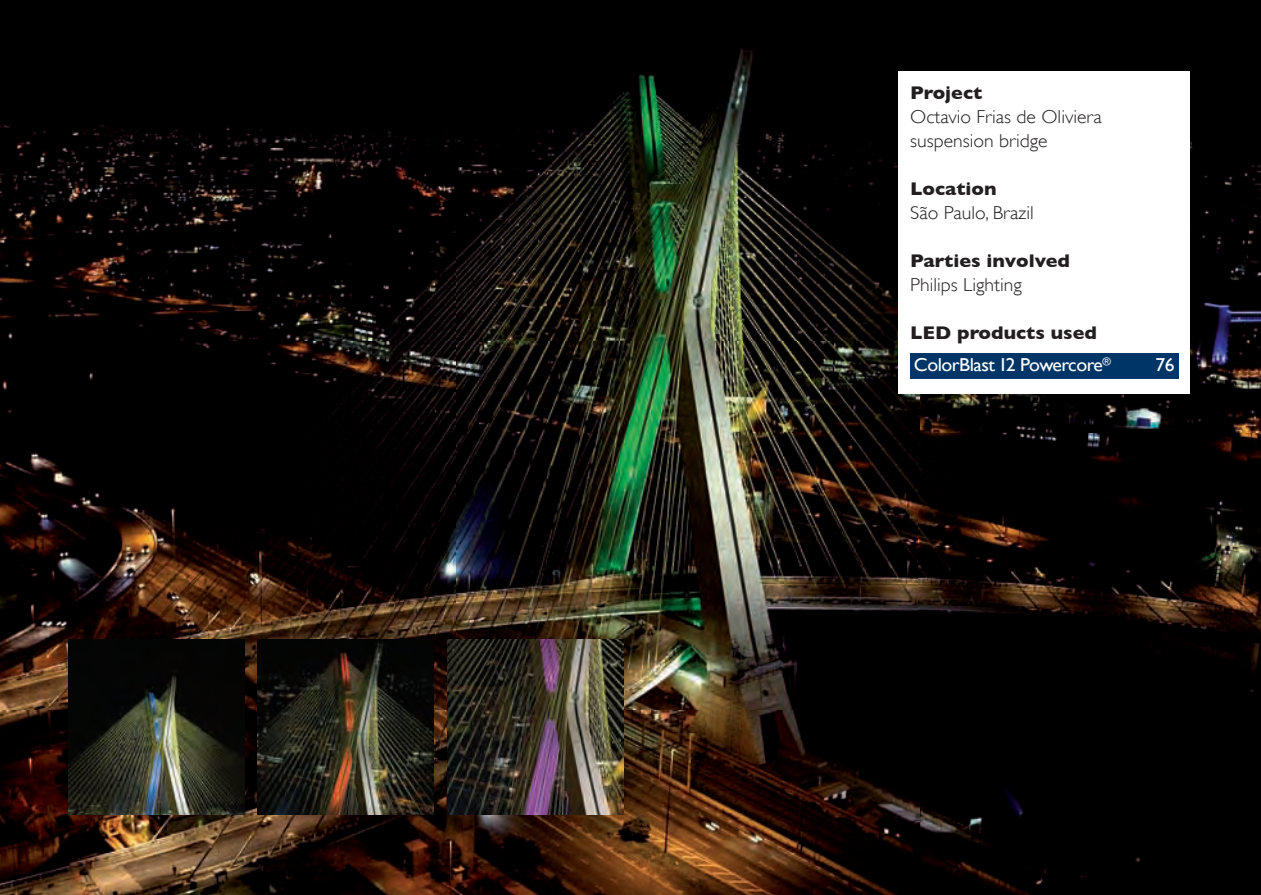 Project
Octavio Frias de Oliviera
suspension bridge
Location
São Paulo, Brazil
Parties involved
Philips Lighting
LED products used
ColorBlast 12 Powercore® 76